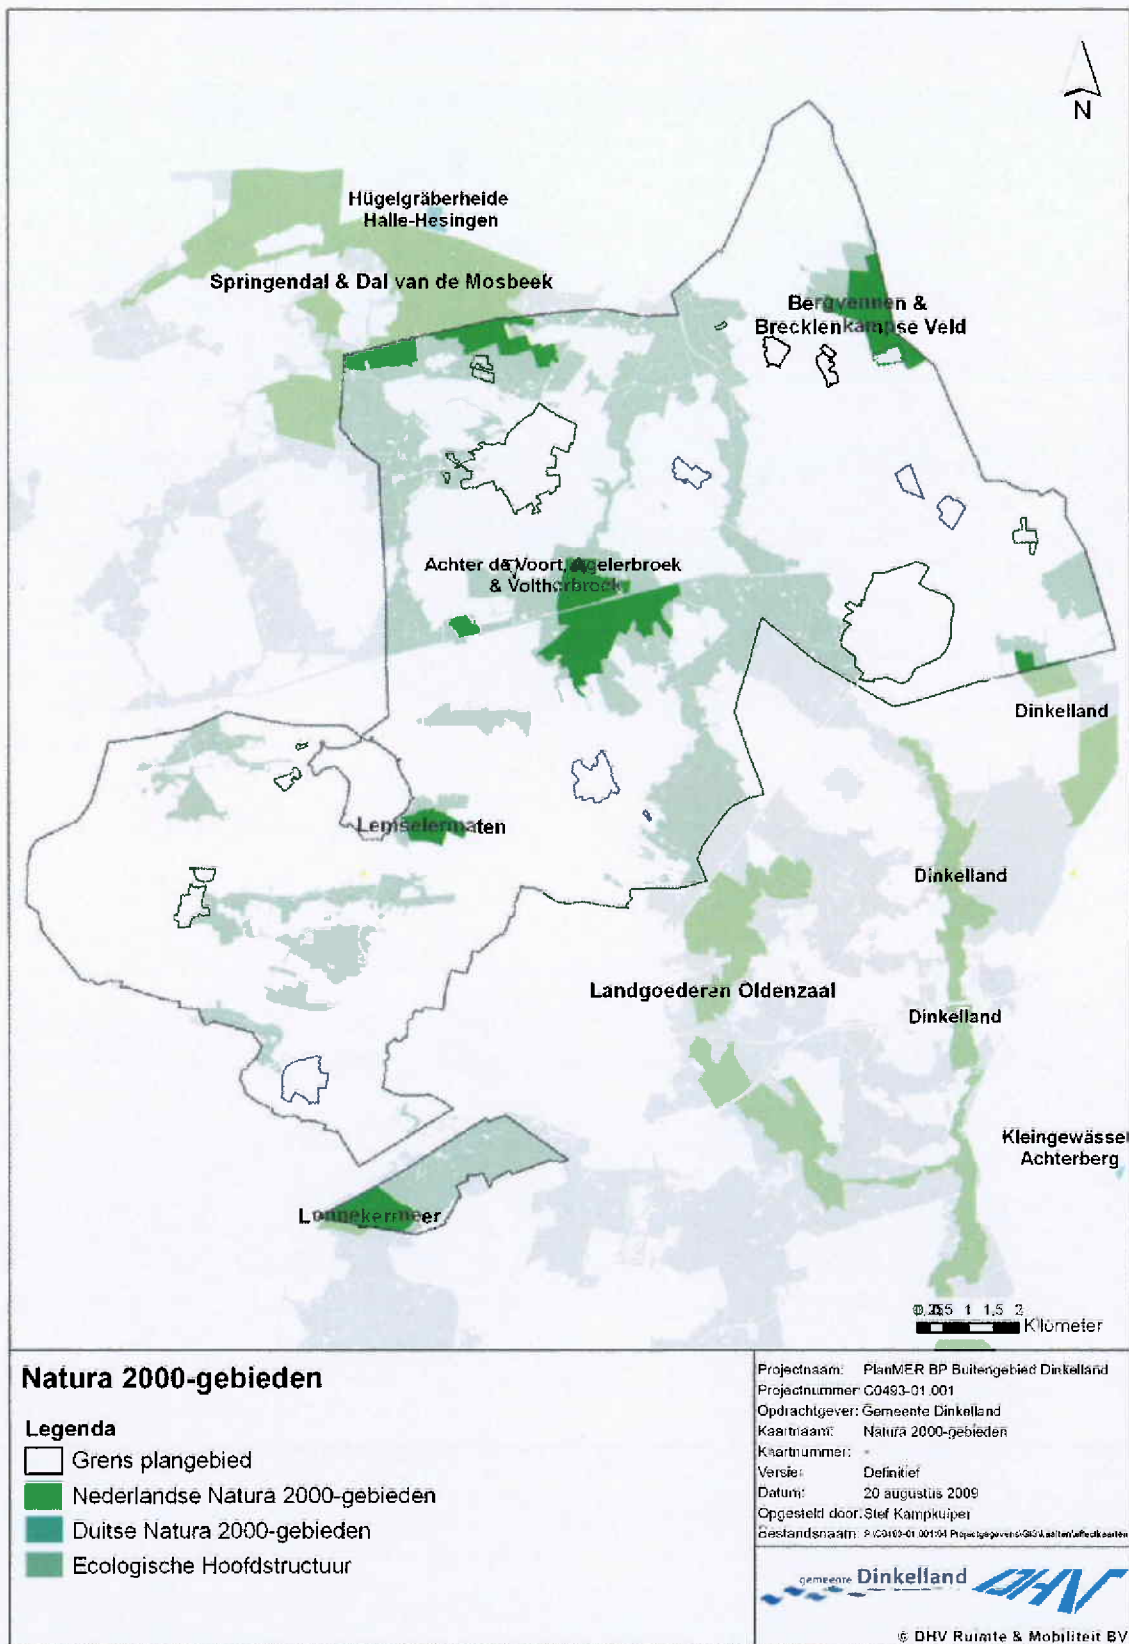 N
Hügelgräberheide
Halle-Hesingen
Springendal & Dal van de Mosbeek
Bergvennen &
Brecklenkampse Veld
Achter de Voort, Agelerbroek
& Voltherbroek
Dinkelland
Lemselermaten
Dinkelland
Landgoederen Oldenzaal
Dinkelland
Kleingewässer
Achterberg
Lonnekermeer
1 1,5 2
Kilometer
Natura 2000-gebieden
Legenda
Grens plangebied
Nederlandse Natura 2000-gebieden
Duitse Natura 2000-gebieden
Ecologische Hoofdstructuur
Projectnaam: PlanMER BP Buitengebied Dinkelland
Projectnummer: C0493-01.001
Opdrachtgever: Gemeente Dinkelland
Kaartnaam: Natura 2000-gebieden
Kaartnummer: -
Versie: Definitief
Datum: 20 augustus 2009
Opgesteld door: Stef Kampkuiper
Bestandsnaam:
gemeente Dinkelland
DHV
© DHV Ruimte & Mobiliteit BV